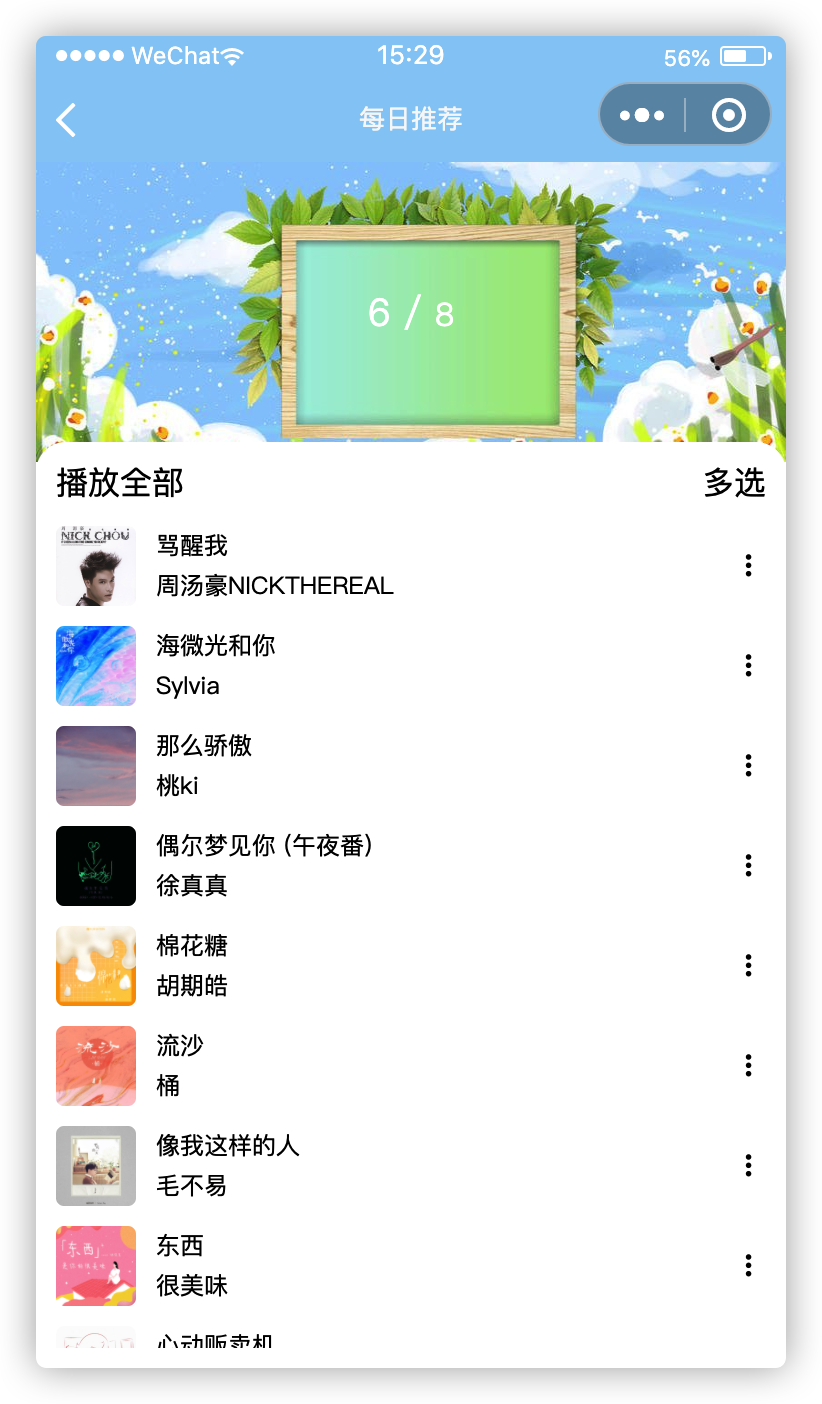 WeChat
15:29
56%
每日推荐
6 / 8
播放全部
多选
NICK CHOU
骂醒我
周汤豪NICKTHEREAL
海微光和你
Sylvia
那么骄傲
桃ki
偶尔梦见你 (午夜番)
徐真真
棉花糖
胡期皓
流沙
流沙
桶
像我这样的人
毛不易
「东西」
东西
很美味
心动贩卖机